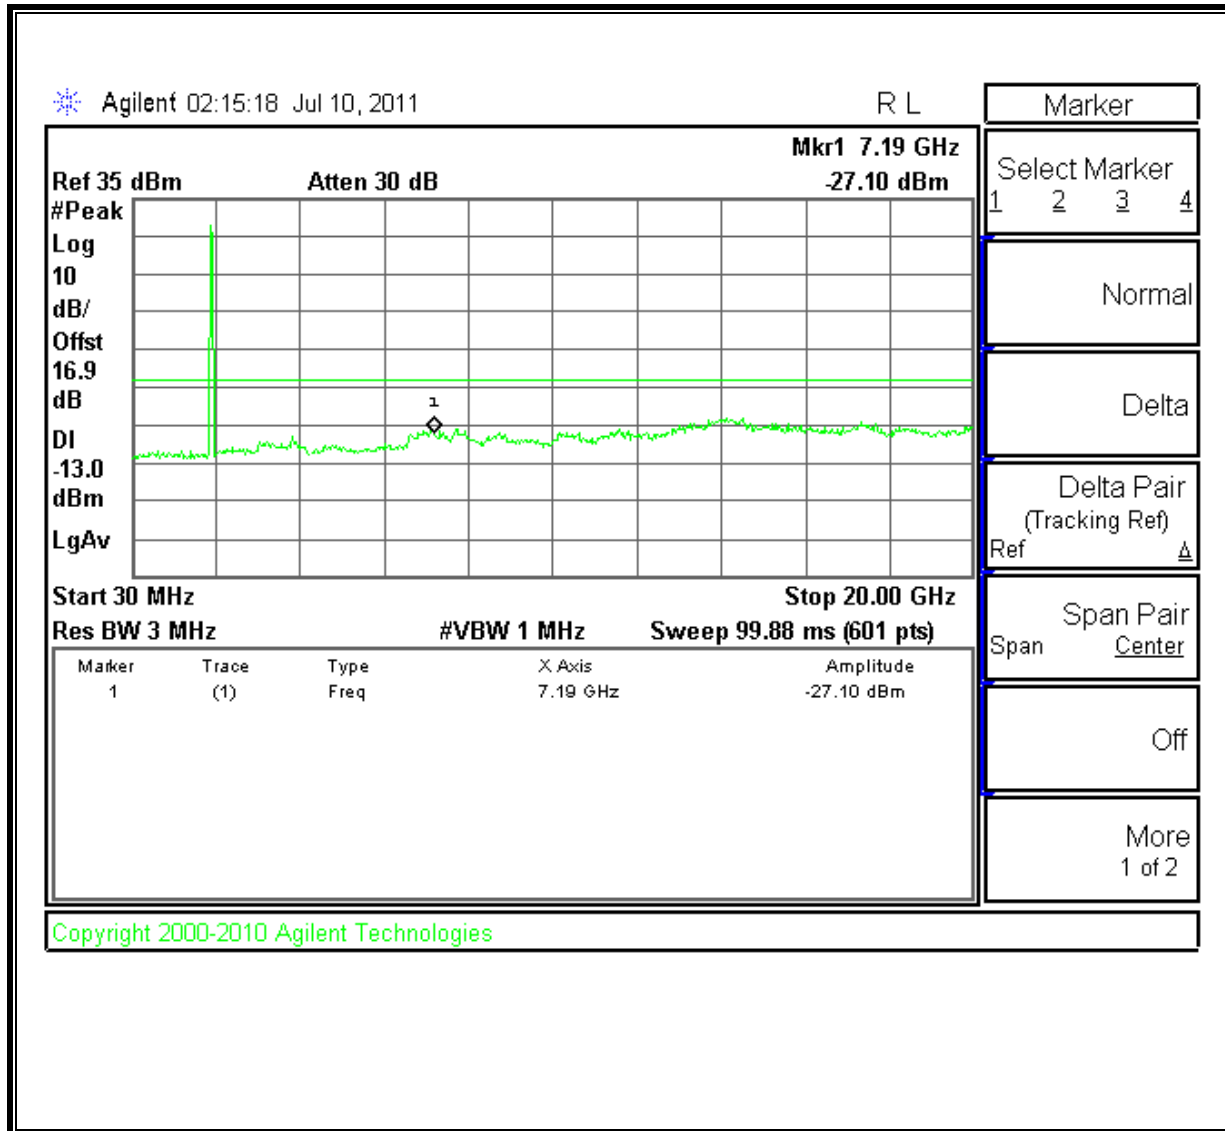 Agilent 02:15:18 Jul 10, 2011 R L
Mkr1 7.19 GHz
Ref 35 dBm Atten 30 dB -27.10 dBm
#Peak
Log
10
dB/
Offst
16.9
dB
DI
-13.0
dBm
LgAv
1
Start 30 MHz Stop 20.00 GHz
Res BW 3 MHz #VBW 1 MHz Sweep 99.88 ms (601 pts)
Marker Trace Type X Axis Amplitude
1 (1) Freq 7.19 GHz -27.10 dBm
Marker
Select Marker
1 2 3 4
Normal
Delta
Delta Pair
(Tracking Ref)
Ref Δ
Span Pair
Span Center
Off
More
1 of 2
Copyright 2000-2010 Agilent Technologies